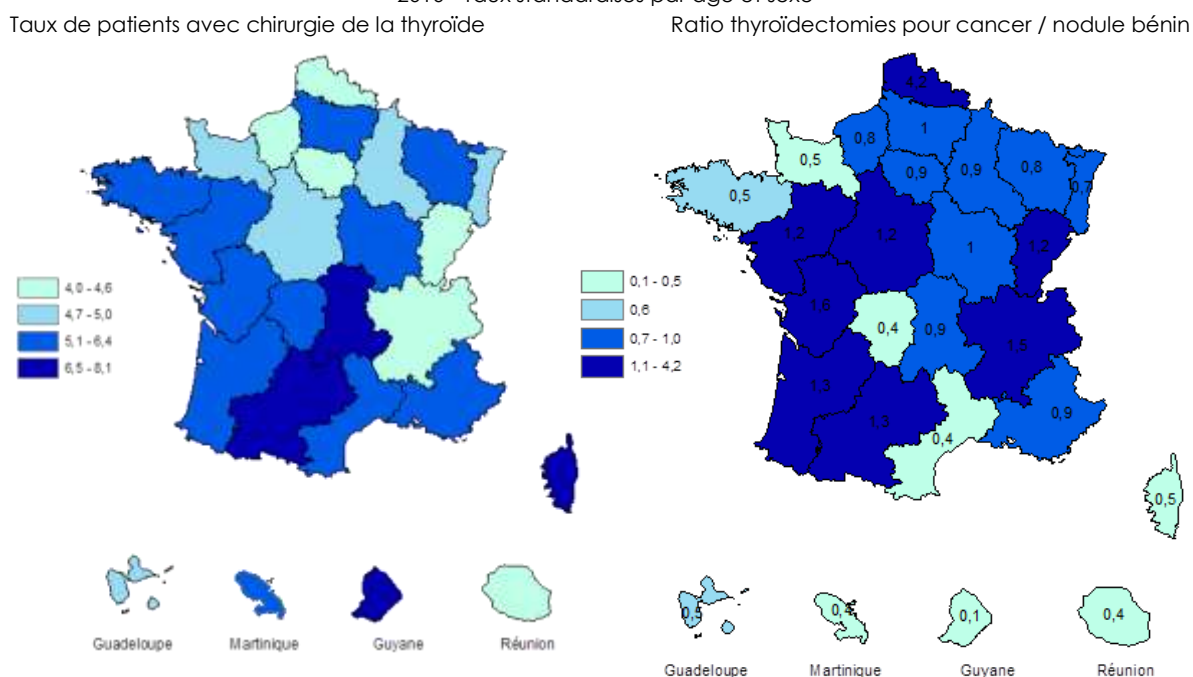 Taux de patients avec chirurgie de la thyroïde
Ratio thyroïdectomies pour cancer / nodule bénin
4,0 - 4,6
4,7 - 5,0
5,1 - 6,4
6,5 - 8,1
Guadeloupe
Martinique
Guyane
Réunion
4,2
0,8
1
0,5
0,9
0,9
0,8
0,7
0,5
1,2
1,2
1
1,2
1,6
0,4
0,9
1,5
1,3
1,3
0,4
0,9
0,5
0,1 - 0,5
0,6
0,7 - 1,0
1,1 - 4,2
0,5
0,1
0,4
Guadeloupe
Martinique
Guyane
Réunion